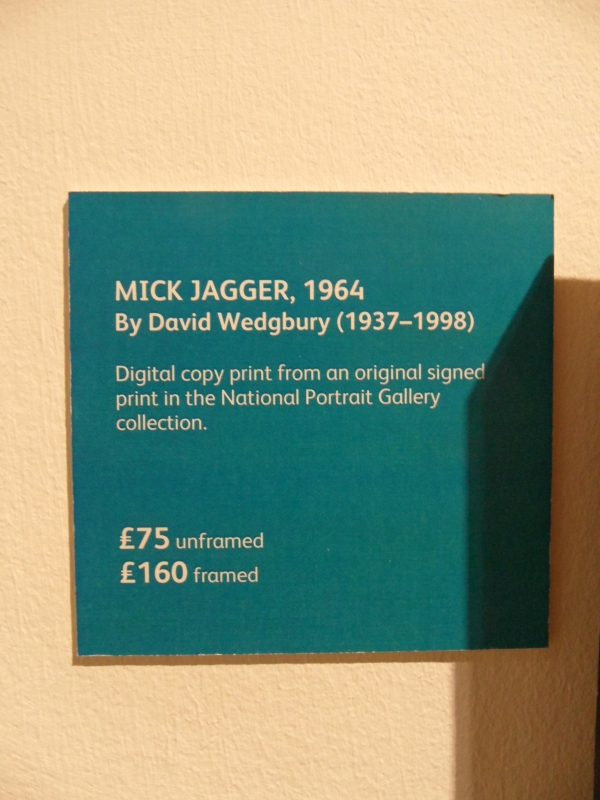 MICK JAGGER, 1964
By David Wedgbury (1937–1998)
Digital copy print from an original signed
print in the National Portrait Gallery
collection.
£75 unframed
£160 framed